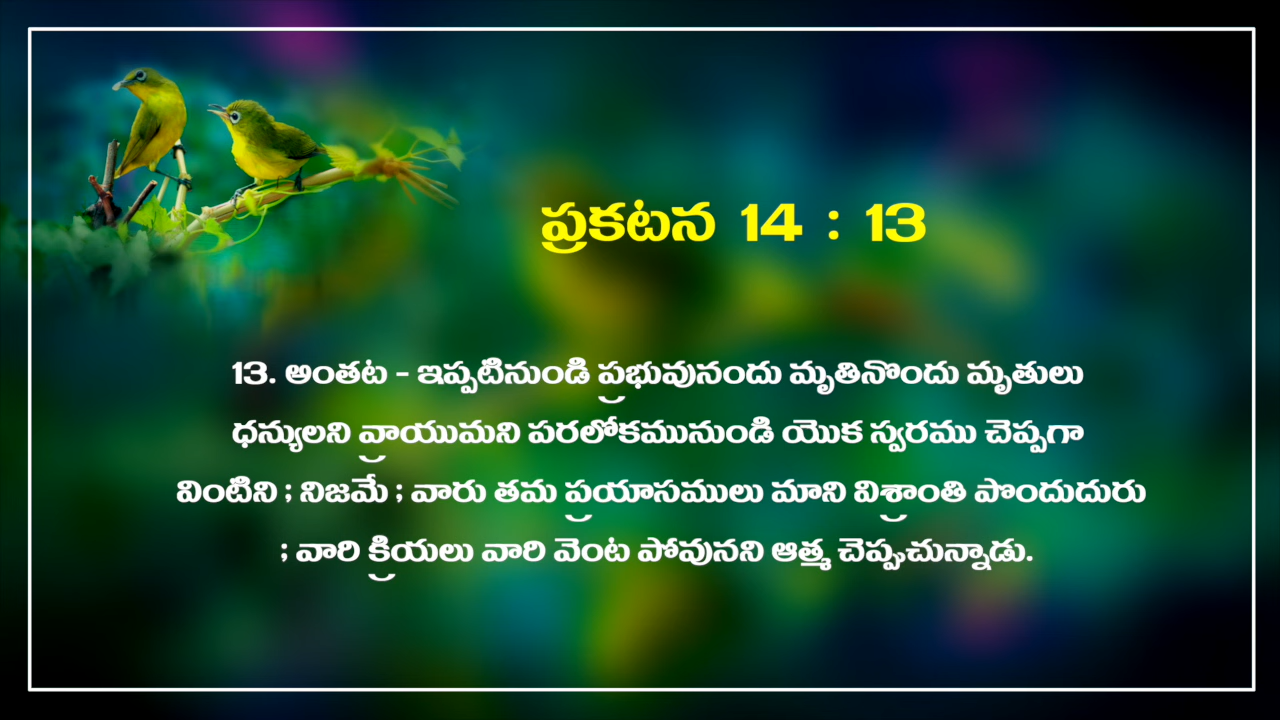 ప్రకటన 14 : 13
13. అంతట - ఇప్పటినుండి ప్రభువునందు మృతినొందు మృతులు
ధన్యులని వ్రాయుమని పరలోకమునుండి యొక స్వరము చెప్పగా
వింటిని ; నిజమే ; వారు తమ ప్రయాసములు మాని విశ్రాంతి పొందుదురు
; వారి క్రియలు వారి వెంట పోవునని ఆత్మ చెప్పుచున్నాడు.